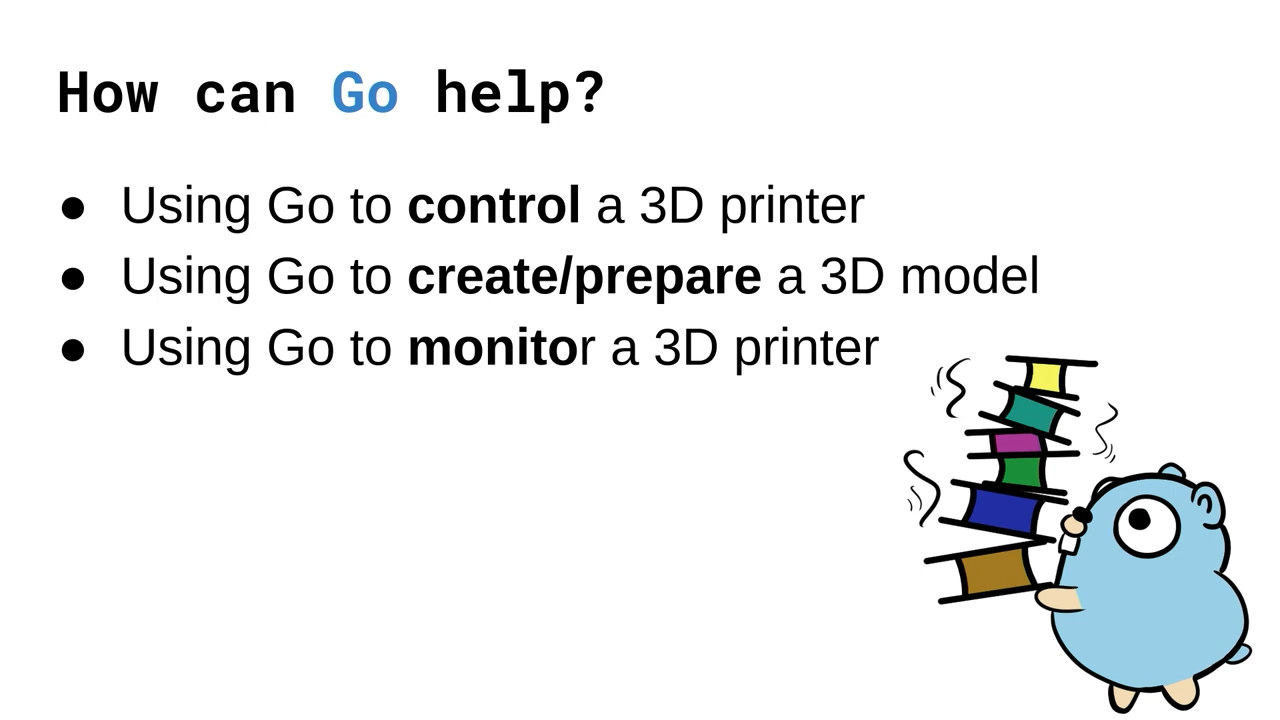 How can Go help?
● Using Go to control a 3D printer
● Using Go to create/prepare a 3D model
● Using Go to monitor a 3D printer